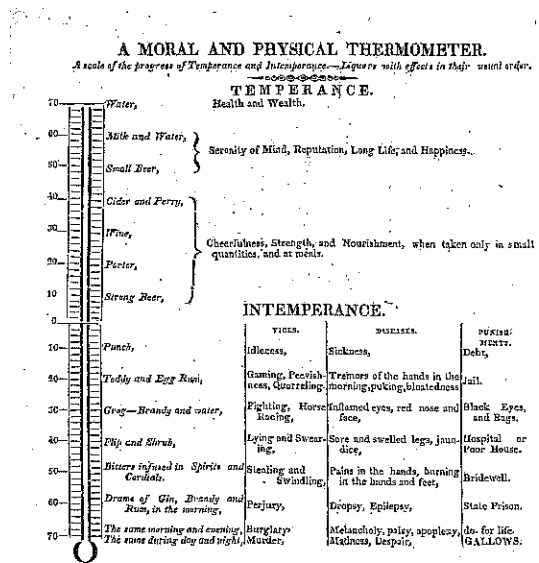 A MORAL AND PHYSICAL THERMOMETER.
A scale of the progress of Temperance and Intemperance.—Liquors with effects in their usual order.
TEMPERANCE.
70 Water, Health and Wealth.
60 Milk and Water,
Serenity of Mind, Reputation, Long Life, and Happiness.
50 Small Beer,
40 Cider and Perry,
30 Wine,
Cheerfulness, Strength, and Nourishment, when taken only in small
quantities, and at meals.
20 Porter,
10 Strong Beer,
0
INTEMPERANCE.
VICES. DISEASES. PUNISH-
MENTS.
10 Punch, Idleness, Sickness, Debt,
20 Toddy and Egg Rum, Gaming, Peevish-
ness, Quarreling. Tremors of the hands in the
morning, puking, bloatedness Jail.
30 Grog—Brandy and water, Fighting, Horse
Racing, Inflamed eyes, red nose and
face, Black Eyes,
and Rags.
40 Flip and Shrub, Lying and Swear-
ing, Sore and swelled legs, jaun-
dice, Hospital or
Poor House.
50 Bitters infused in Spirits and
Cordials. Stealing and
Swindling, Pains in the hands, burning
in the hands and feet, Bridewell.
60 Drams of Gin, Brandy and
Rum, in the morning, Perjury, Dropsy, Epilepsy, State Prison.
The same morning and evening, Burglary Melancholy, palsy, apoplexy, do. for life
70 The same during day and night, Murder, Madness, Despair, GALLOWS.